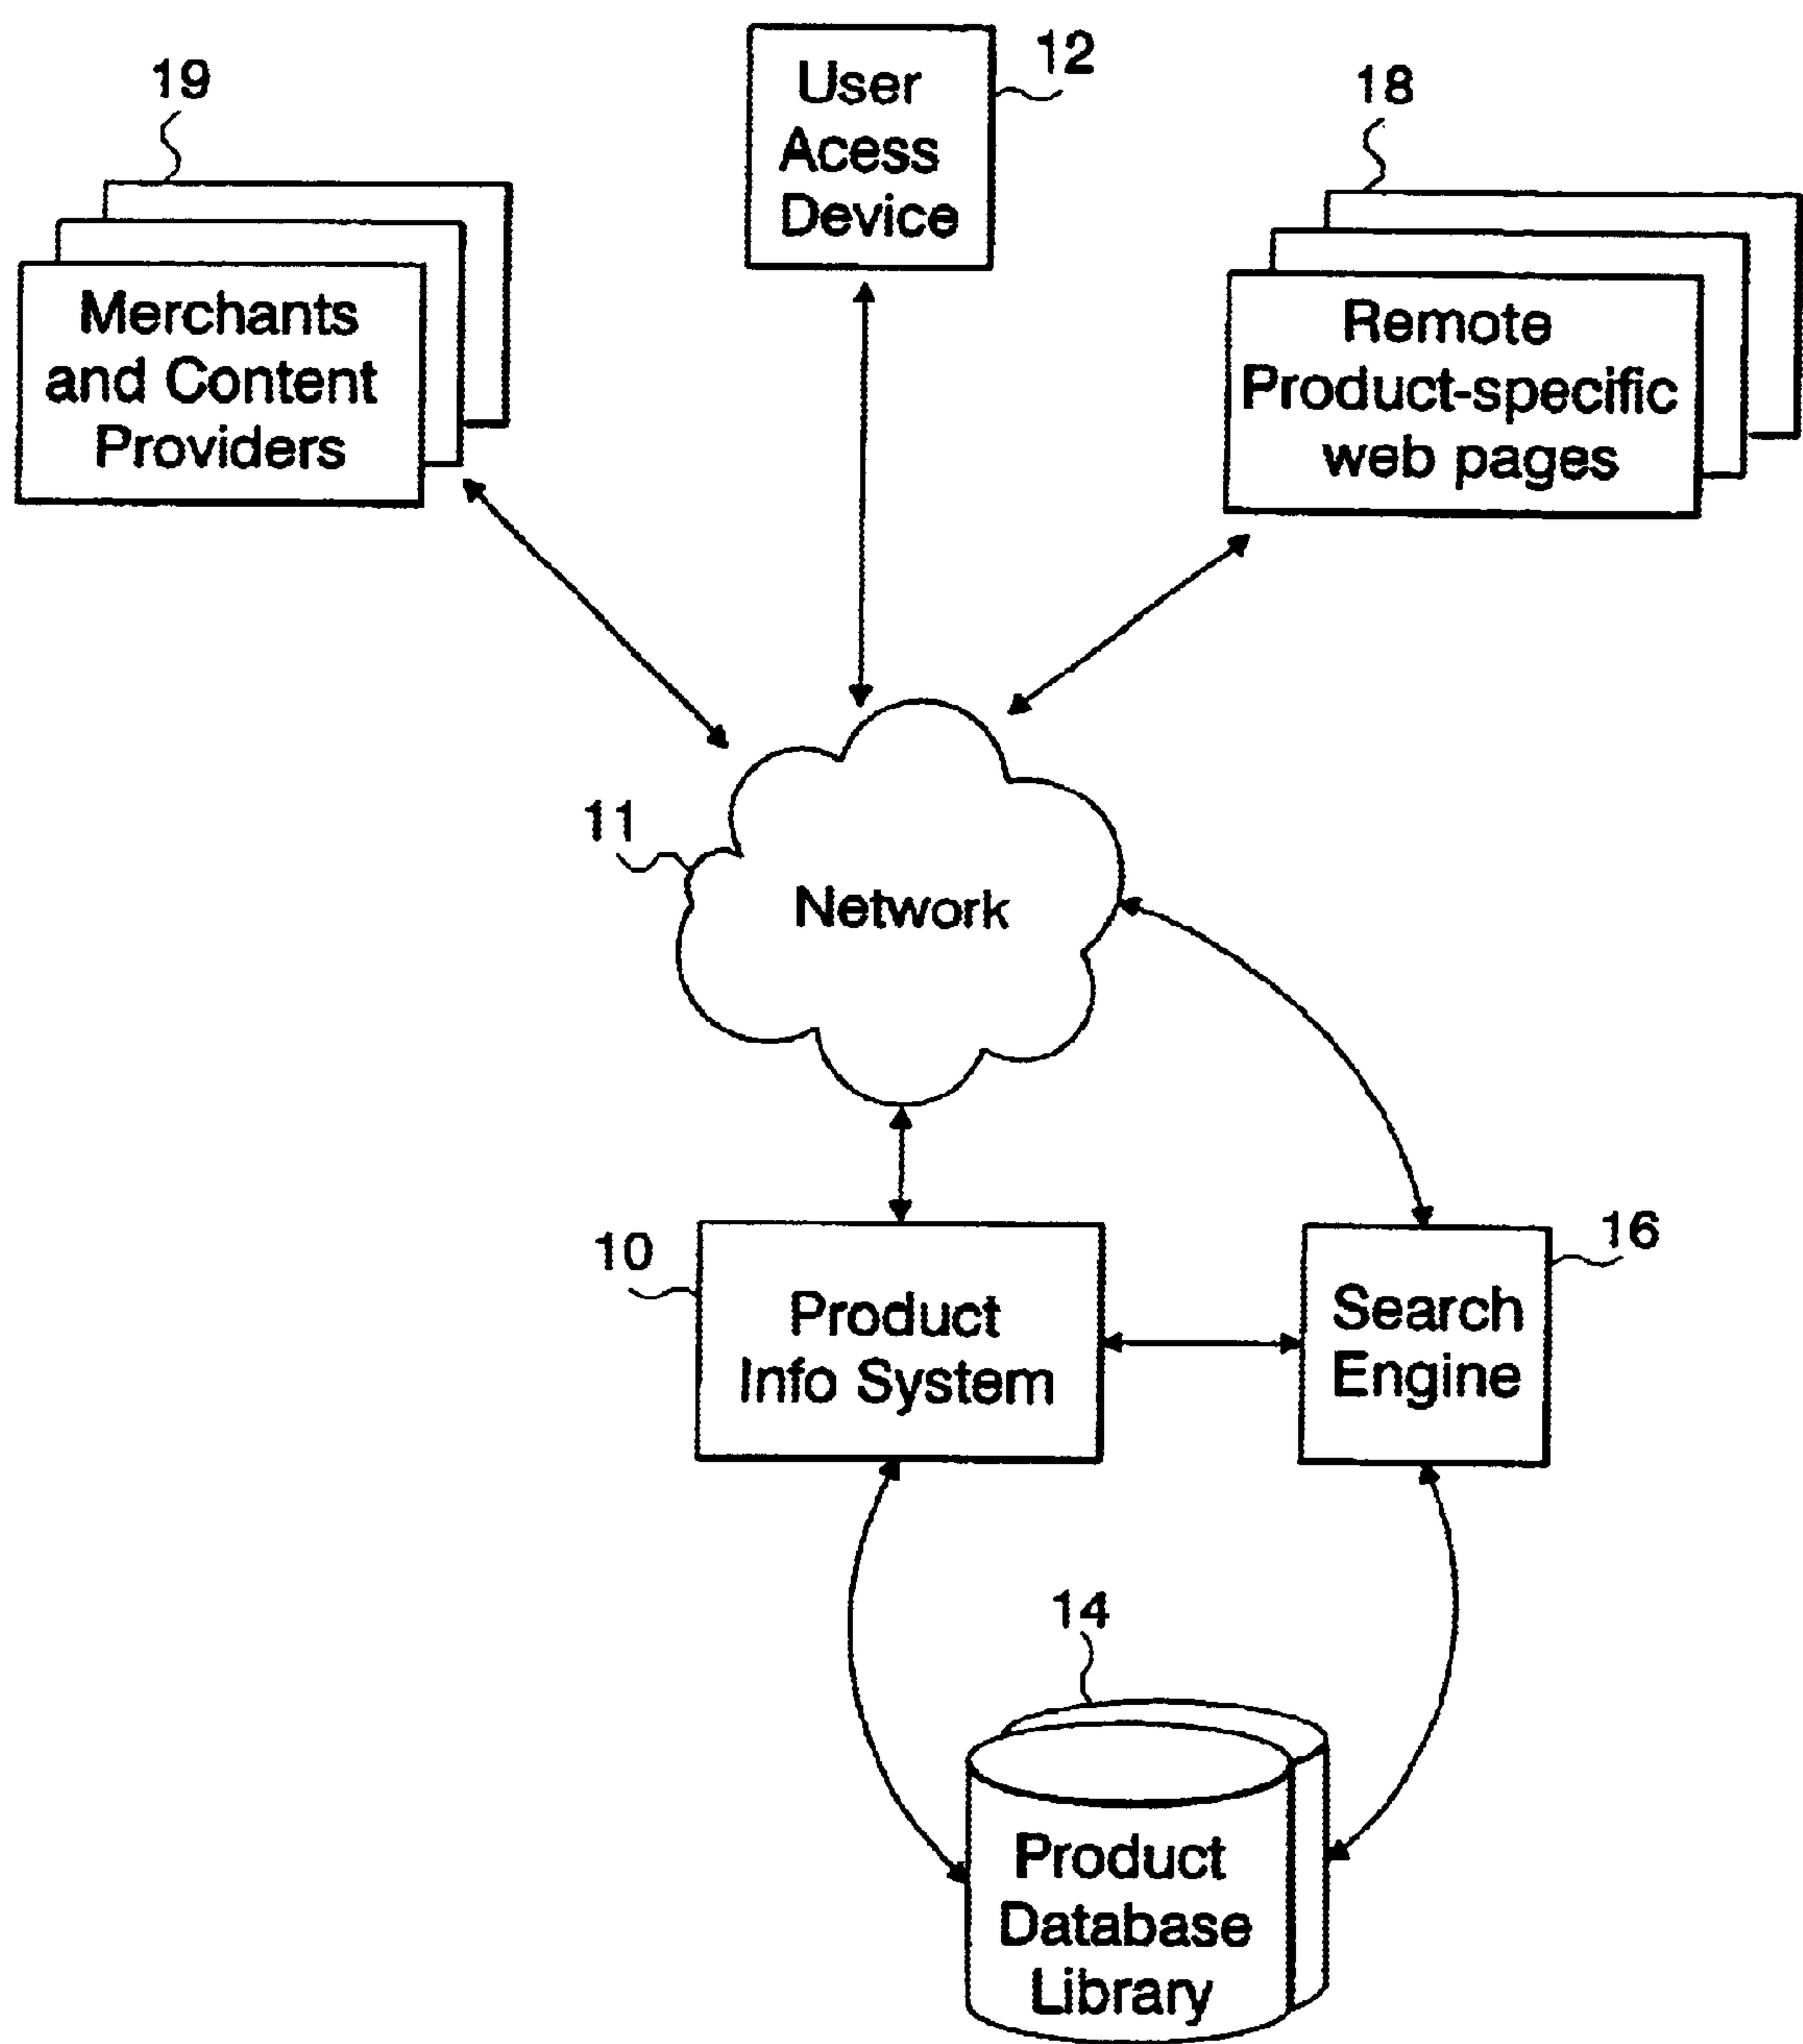 19
12
18
User
Acess
Device
Merchants
and Content
Providers
Remote
Product-specific
web pages
11
Network
10
16
Product
Info System
Search
Engine
14
Product
Database
Library